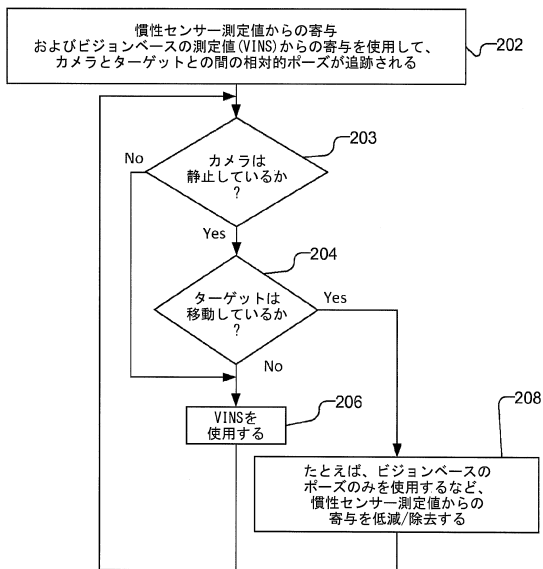 慣性センサー測定値からの寄与
およびビジョンベースの測定値(VINS)からの寄与を使用して、
カメラとターゲットとの間の相対的ポーズが追跡される
202
カメラは
静止しているか
?
203
No
Yes
ターゲットは
移動しているか
?
204
Yes
No
VINSを
使用する
206
たとえば、ビジョンベースの
ポーズのみを使用するなど、
慣性センサー測定値からの
寄与を低減/除去する
208